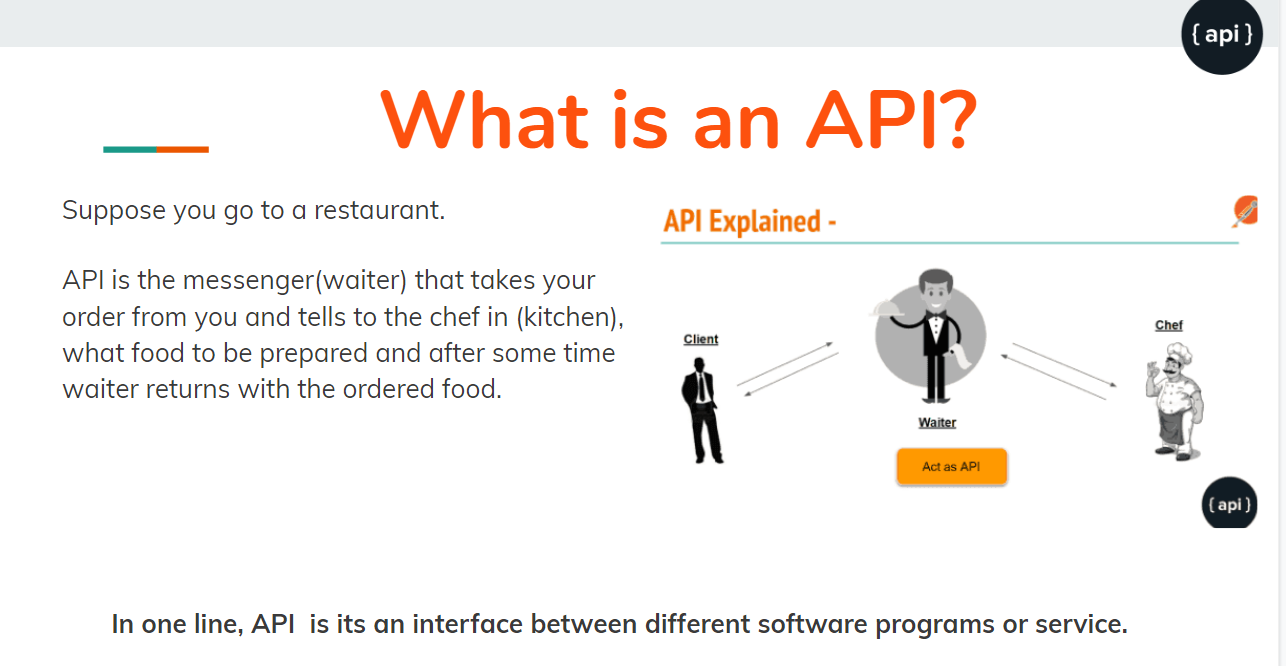 { api }
What is an API?
Suppose you go to a restaurant.
API is the messenger(waiter) that takes your
order from you and tells to the chef in (kitchen),
what food to be prepared and after some time
waiter returns with the ordered food.
API Explained -
Client
Chef
Waiter
Act as API
{ api }
In one line, API  is its an interface between different software programs or service.